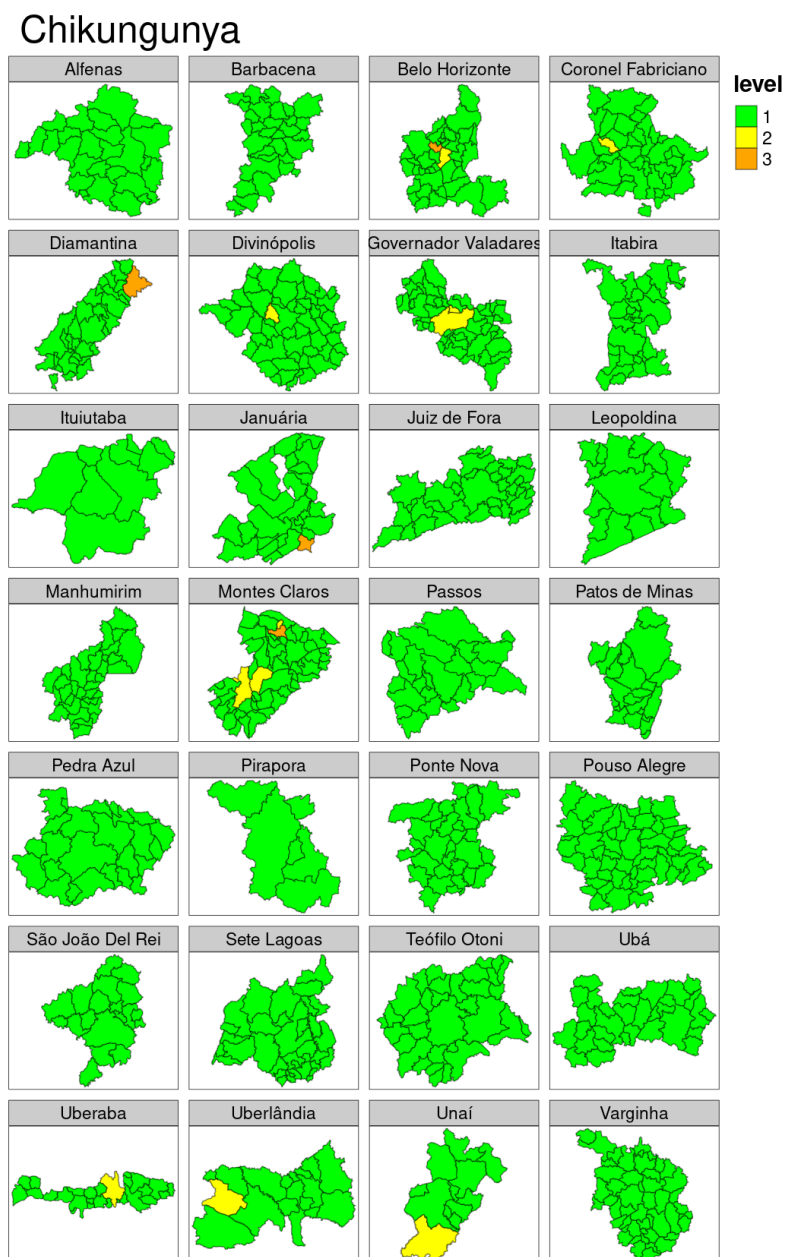 Chikungunya
Alfenas
Barbacena
Belo Horizonte
Coronel Fabriciano
level
1
2
3
Diamantina
Divinópolis
Governador Valadares
Itabira
Ituiutaba
Januária
Juiz de Fora
Leopoldina
Manhumirim
Montes Claros
Passos
Patos de Minas
Pedra Azul
Pirapora
Ponte Nova
Pouso Alegre
São João Del Rei
Sete Lagoas
Teófilo Otoni
Ubá
Uberaba
Uberlândia
Unaí
Varginha